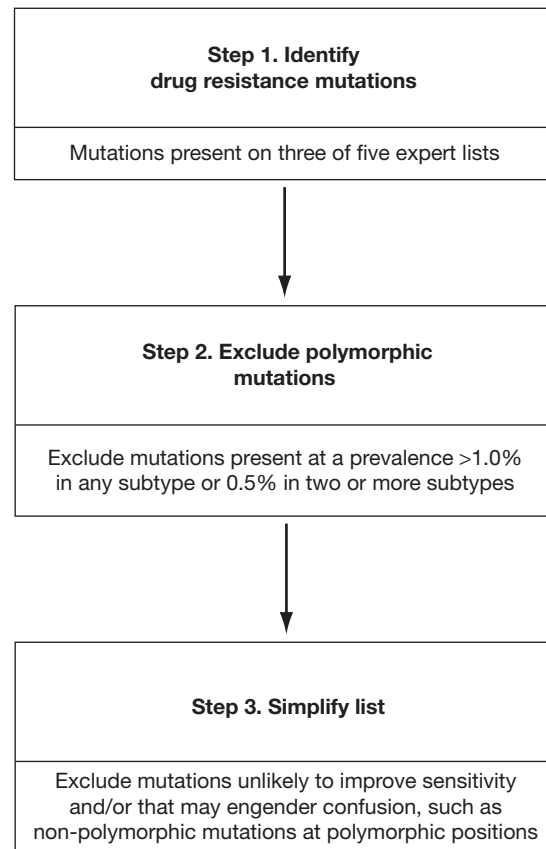 Step 1. Identify
drug resistance mutations
Mutations present on three of five expert lists
Step 2. Exclude polymorphic
mutations
Exclude mutations present at a prevalence >1.0%
in any subtype or 0.5% in two or more subtypes
Step 3. Simplify list
Exclude mutations unlikely to improve sensitivity
and/or that may engender confusion, such as
non-polymorphic mutations at polymorphic positions